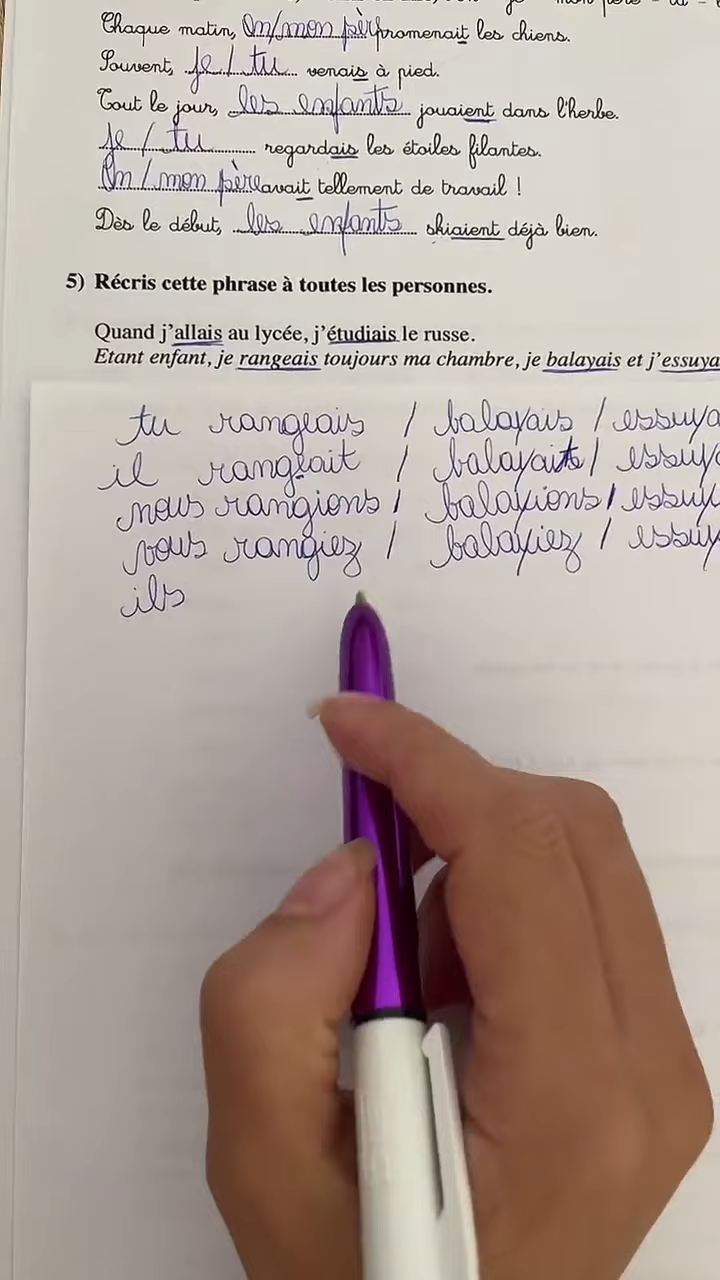 Chaque matin, On/mon père promenait les chiens.
Souvent, je / tu venais à pied.
Tout le jour, les enfants jouaient dans l'herbe.
je / tu regardais les étoiles filantes.
On / mon père avait tellement de travail !
Dès le début, les enfants skiaient déjà bien.
5) Récris cette phrase à toutes les personnes.
Quand j'allais au lycée, j'étudiais le russe.
Etant enfant, je rangeais toujours ma chambre, je balayais et j'essuya
tu rangeais / balayais / essuya
il rangeait / balayait / essuya
nous rangions / balayions / essuy
vous rangiez / balayiez / essuy
ils